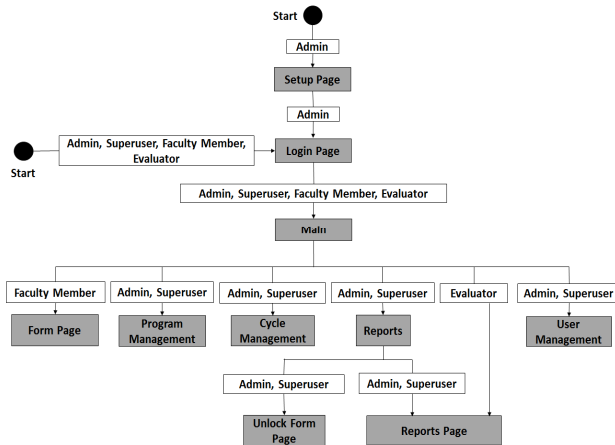 Start
Admin
Setup Page
Admin
Admin, Superuser, Faculty Member,
Evaluator
Login Page
Start
Admin, Superuser, Faculty Member, Evaluator
Main
Faculty Member
Admin, Superuser
Admin, Superuser
Admin, Superuser
Evaluator
Admin, Superuser
Form Page
Program
Management
Cycle
Management
Reports
User
Management
Admin, Superuser
Admin, Superuser
Unlock Form
Page
Reports Page